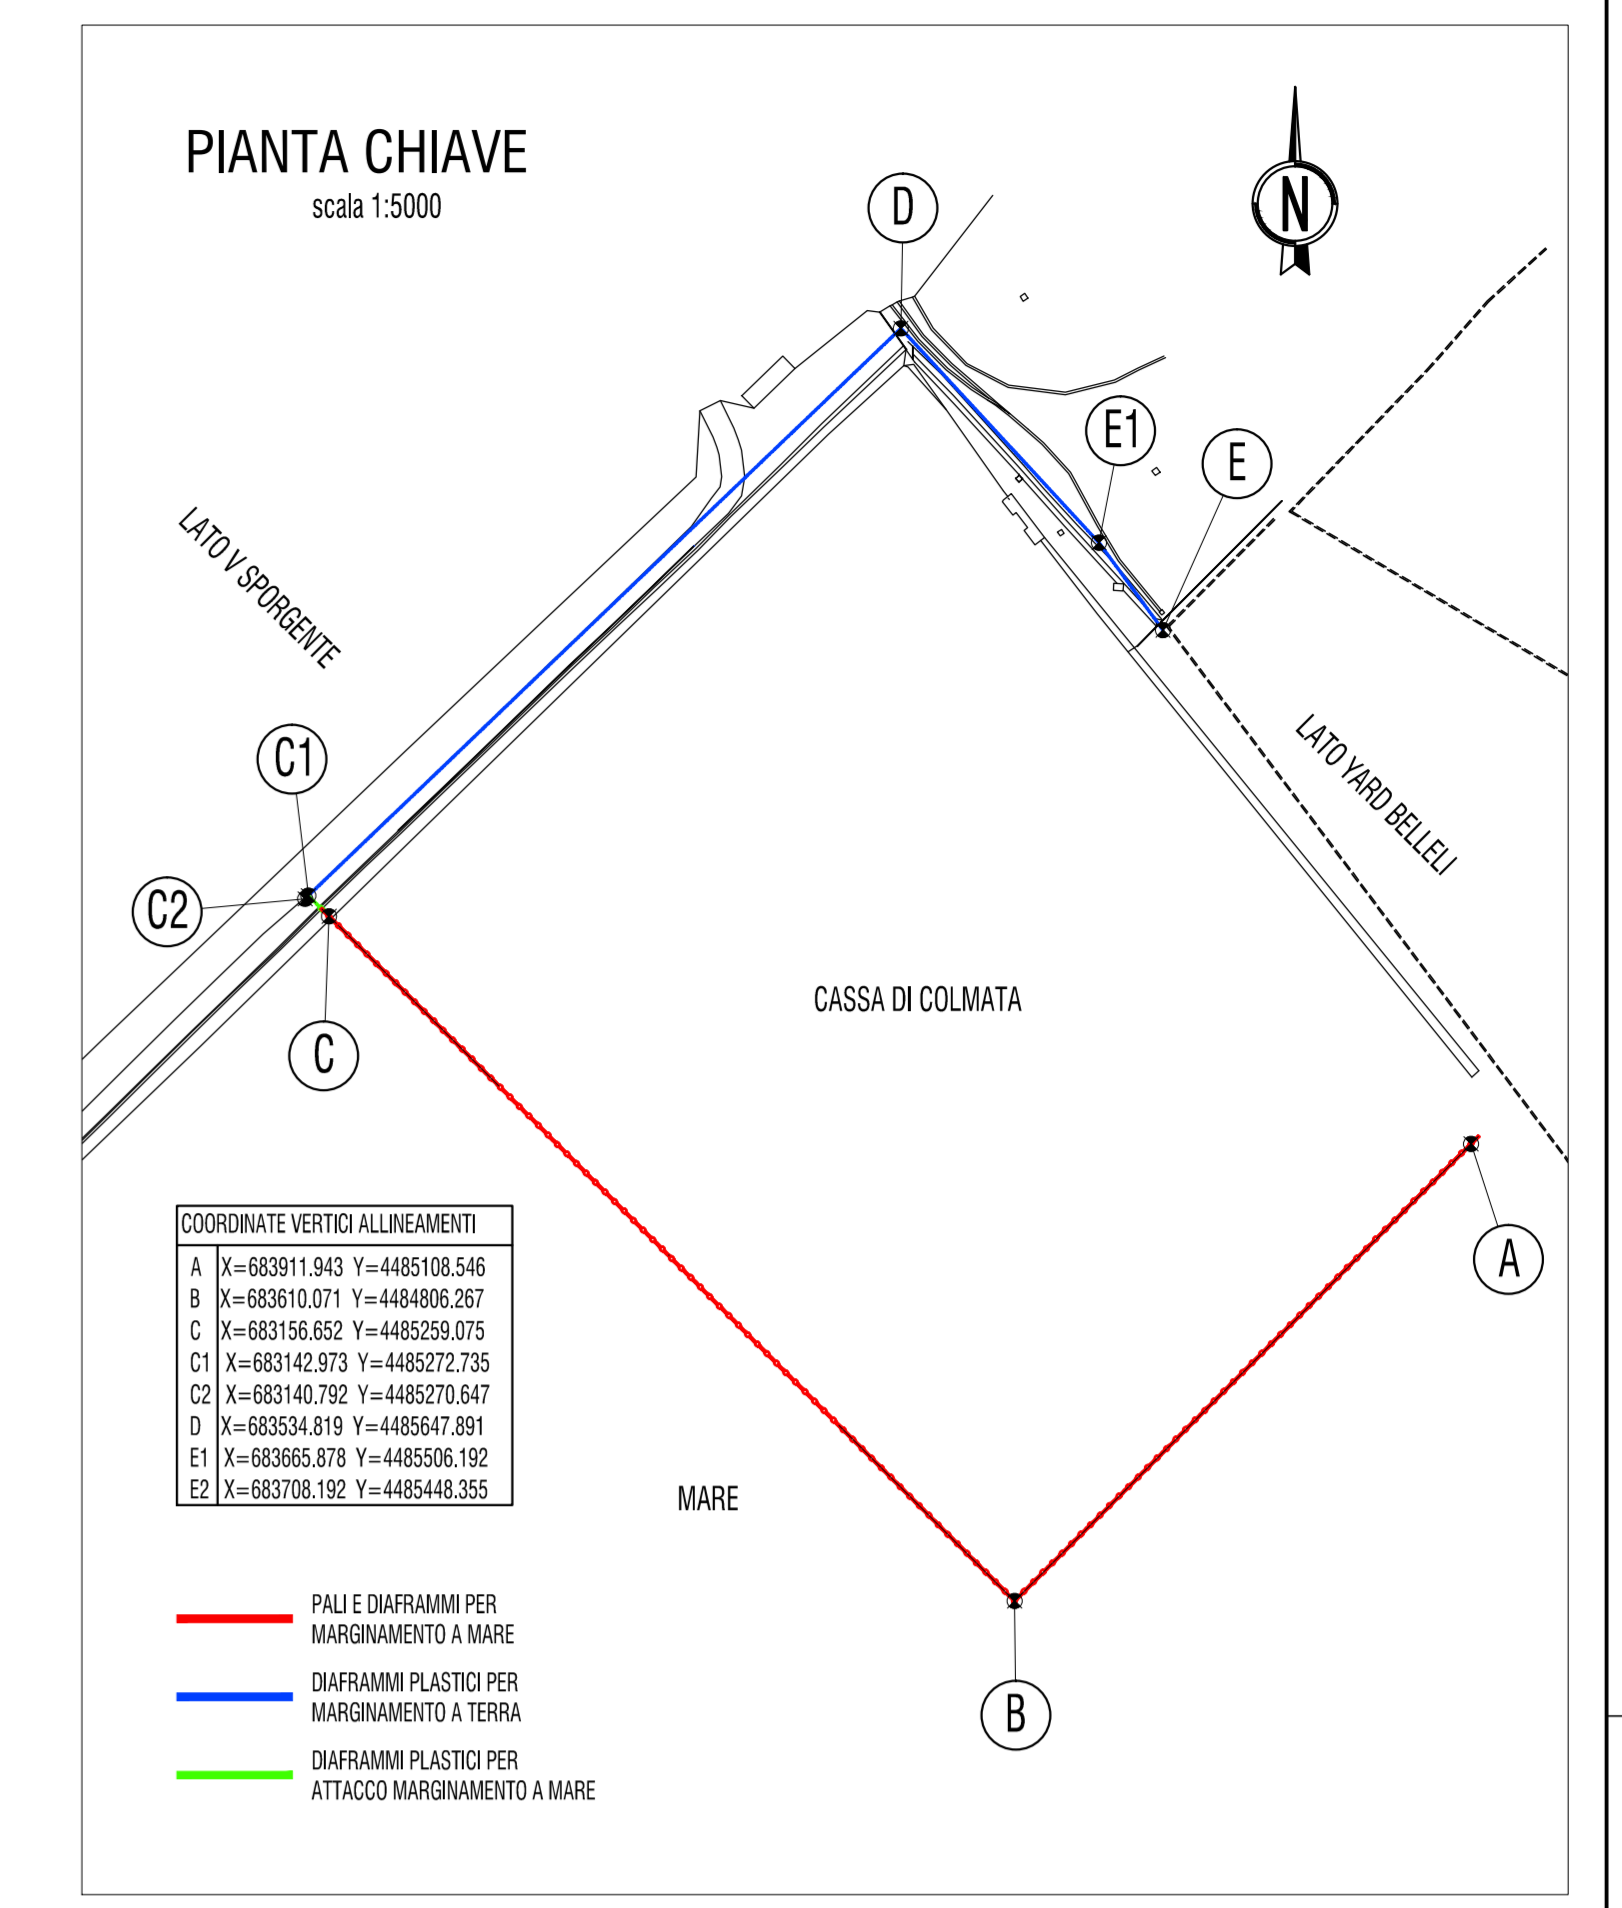 PIANTA CHIAVE
scala 1:5000
N
D
E1
E
LATO V SPORGENTE
C1
LATO YARD BELLELI
C2
CASSA DI COLMATA
C
A
COORDINATE VERTICI ALLINEAMENTI
A X=683911.943 Y=4485108.546
B X=683610.071 Y=4484806.267
C X=683156.652 Y=4485259.075
C1 X=683142.973 Y=4485272.735
C2 X=683140.792 Y=4485270.647
D X=683534.819 Y=4485647.891
E1 X=683665.878 Y=4485506.192
E2 X=683708.192 Y=4485448.355
MARE
B
PALI E DIAFRAMMI PER
MARGINAMENTO A MARE
DIAFRAMMI PLASTICI PER
MARGINAMENTO A TERRA
DIAFRAMMI PLASTICI PER
ATTACCO MARGINAMENTO A MARE